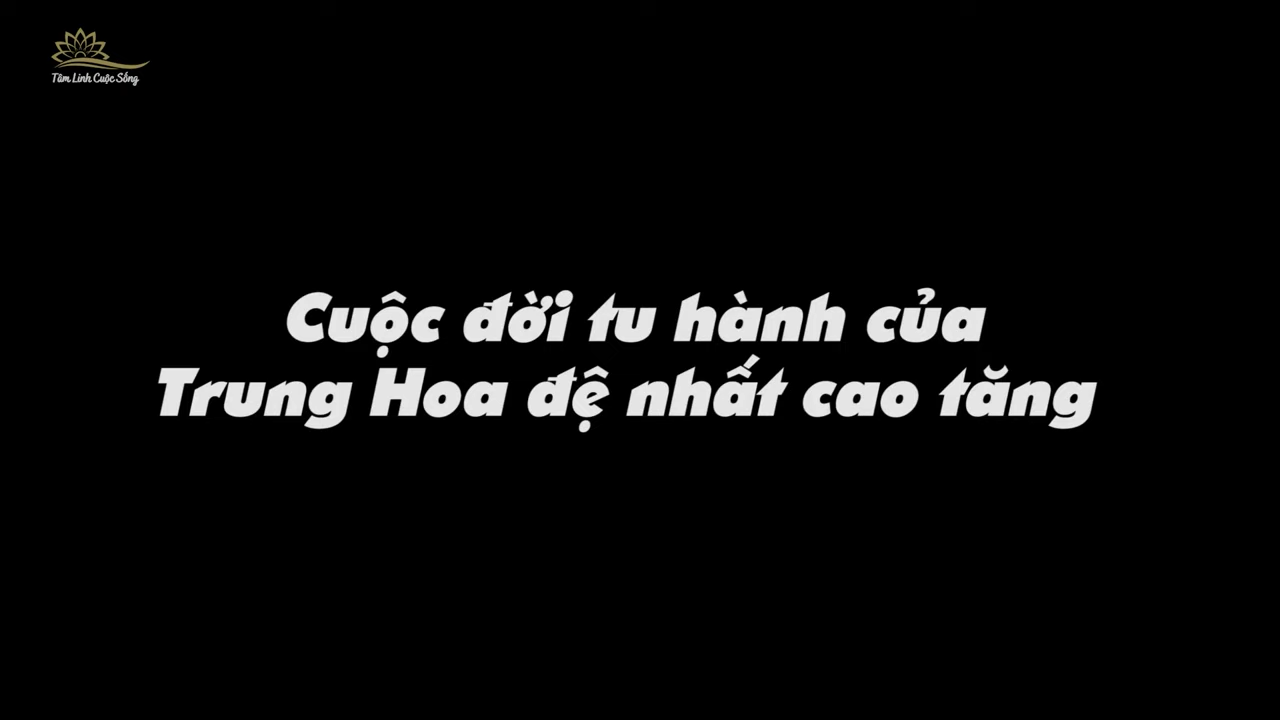 Tâm Linh Cuộc Sống
Cuộc đời tu hành của
Trung Hoa đệ nhất cao tăng